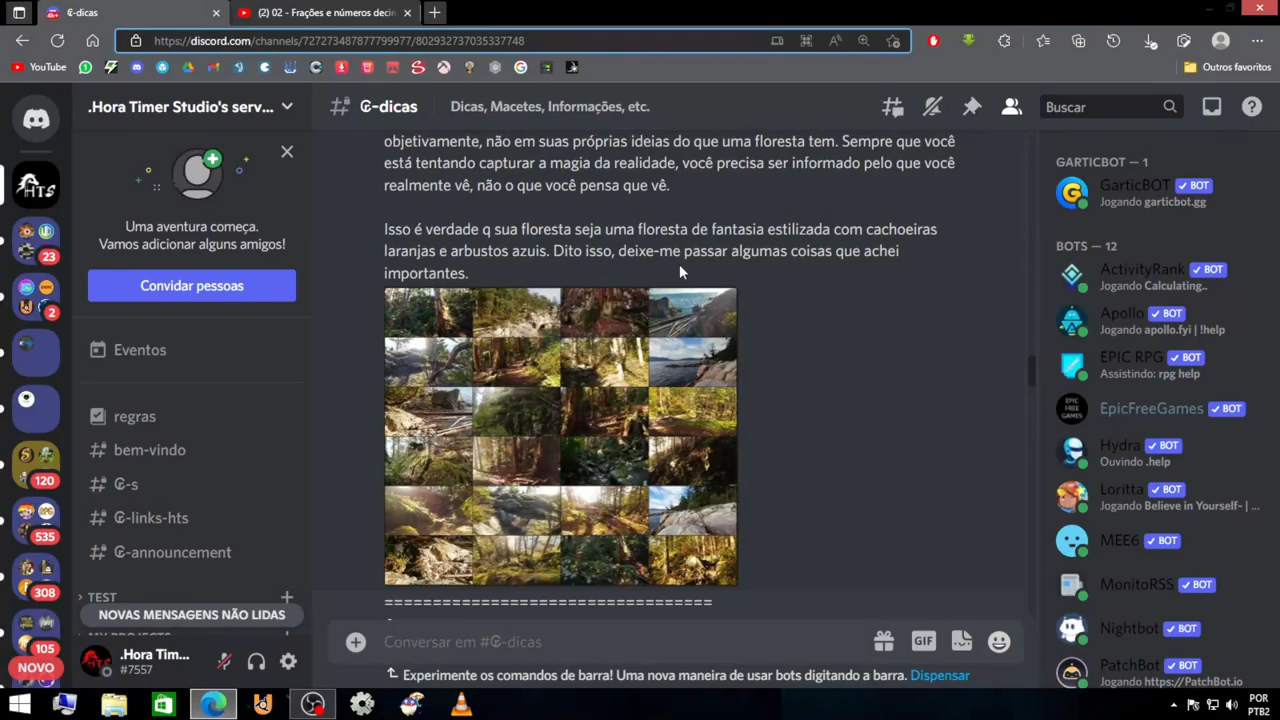 ₢-dicas
(2) 02 - Frações e números deci
https://discord.com/channels/727273487877799977/802932737035337748
YouTube
Outros favoritos
.Hora Timer Studio's serv...
₢-dicas
Dicas, Macetes, Informações, etc.
Buscar
objetivamente, não em suas próprias ideias do que uma floresta tem. Sempre que você
está tentando capturar a magia da realidade, você precisa ser informado pelo que você
realmente vê, não o que você pensa que vê.
Isso é verdade q sua floresta seja uma floresta de fantasia estilizada com cachoeiras
laranjas e arbustos azuis. Dito isso, deixe-me passar algumas coisas que achei
importantes.
=================================
Conversar em #₢-dicas
GIF
Experimente os comandos de barra! Uma nova maneira de usar bots digitando a barra. Dispensar
HTS
23
2
120
535
308
105
NOVO
Uma aventura começa.
Vamos adicionar alguns amigos!
Convidar pessoas
Eventos
regras
bem-vindo
₢-s
₢-links-hts
₢-announcement
TEST
NOVAS MENSAGENS NÃO LIDAS
MY PROJECTS
.Hora Tim...
#7557
GARTICBOT — 1
GarticBOT BOT
Jogando garticbot.gg
BOTS — 12
ActivityRank BOT
Jogando Calculating..
Apollo BOT
Jogando apollo.fyi | !help
EPIC RPG BOT
Assistindo: rpg help
EPIC
FREE
GAMES
EpicFreeGames BOT
Hydra BOT
Ouvindo .help
Loritta BOT
Jogando Believe in Yourself- | ...
MEE6 BOT
MonitoRSS BOT
Nightbot BOT
PatchBot BOT
Jogando https://PatchBot.io
POR
PTB2